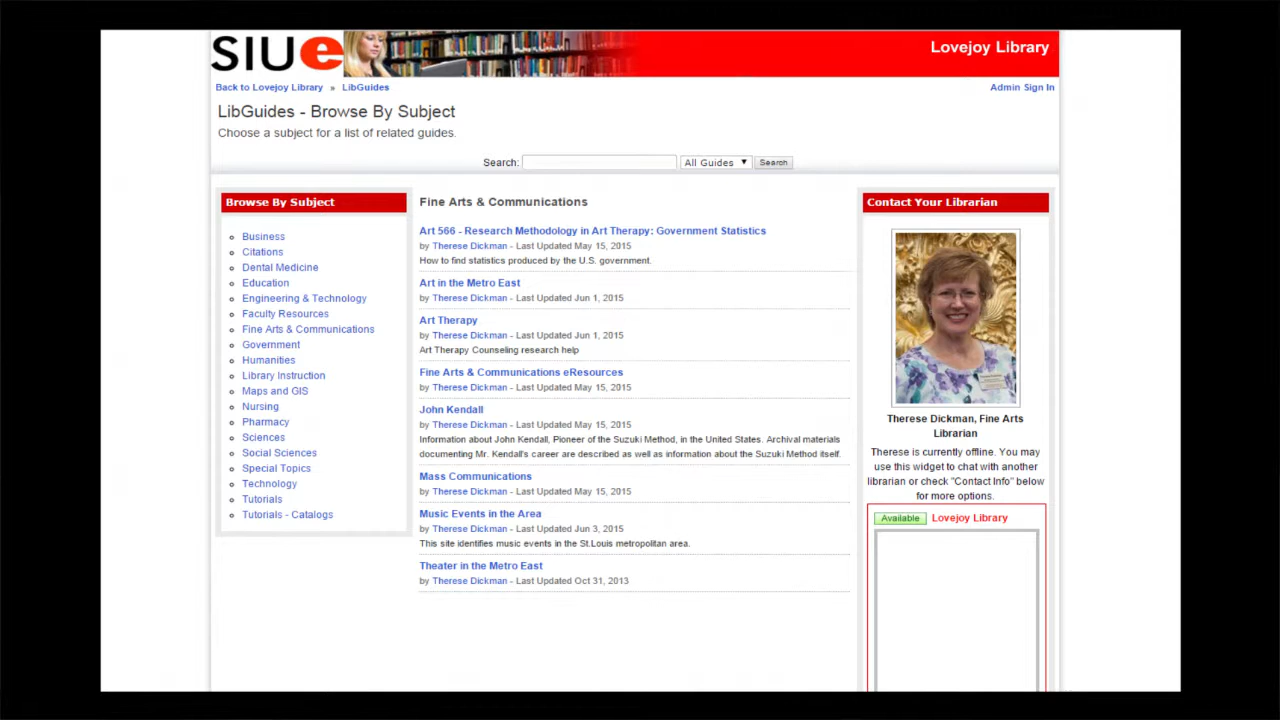 SIUe
Lovejoy Library
Back to Lovejoy Library » LibGuides
Admin Sign In
LibGuides - Browse By Subject
Choose a subject for a list of related guides.
Search: All Guides ▼ Search
Browse By Subject
Business
Citations
Dental Medicine
Education
Engineering & Technology
Faculty Resources
Fine Arts & Communications
Government
Humanities
Library Instruction
Maps and GIS
Nursing
Pharmacy
Sciences
Social Sciences
Special Topics
Technology
Tutorials
Tutorials - Catalogs
Fine Arts & Communications
Art 566 - Research Methodology in Art Therapy: Government Statistics
by Therese Dickman - Last Updated May 15, 2015
How to find statistics produced by the U.S. government.
Art in the Metro East
by Therese Dickman - Last Updated Jun 1, 2015
Art Therapy
by Therese Dickman - Last Updated Jun 1, 2015
Art Therapy Counseling research help
Fine Arts & Communications eResources
by Therese Dickman - Last Updated May 15, 2015
John Kendall
by Therese Dickman - Last Updated May 15, 2015
Information about John Kendall, Pioneer of the Suzuki Method, in the United States. Archival materials
documenting Mr. Kendall's career are described as well as information about the Suzuki Method itself.
Mass Communications
by Therese Dickman - Last Updated May 15, 2015
Music Events in the Area
by Therese Dickman - Last Updated Jun 3, 2015
This site identifies music events in the St.Louis metropolitan area.
Theater in the Metro East
by Therese Dickman - Last Updated Oct 31, 2013
Contact Your Librarian
Therese Dickman, Fine Arts
Librarian
Therese is currently offline. You may
use this widget to chat with another
librarian or check "Contact Info" below
for more options.
Available Lovejoy Library